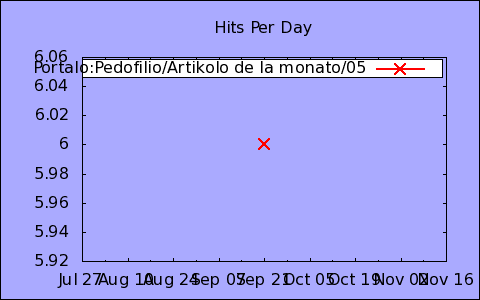 Hits Per Day
6.06
Portalo:Pedofilio/Artikolo de la monato/05
6.04
6.02
6
5.98
5.96
5.94
5.92
Jul 27 Aug 10 Aug 24 Sep 07 Sep 21 Oct 05 Oct 19 Nov 02 Nov 16